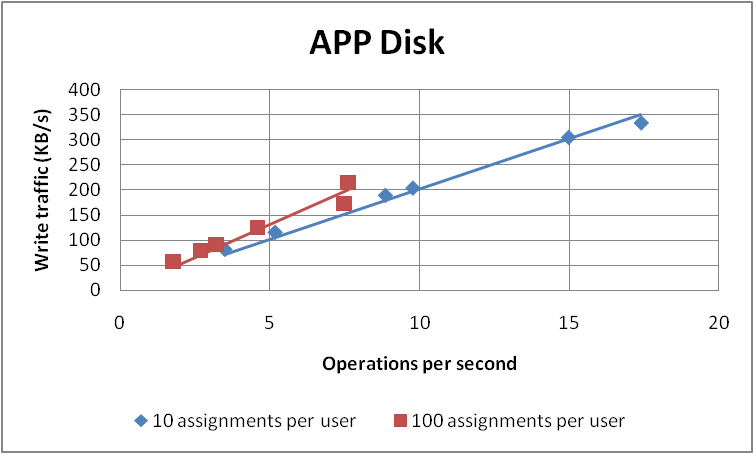 APP Disk
400
350
300
250
200
150
100
50
0
Write traffic (KB/s)
0 5 10 15 20
Operations per second
10 assignments per user 100 assignments per user